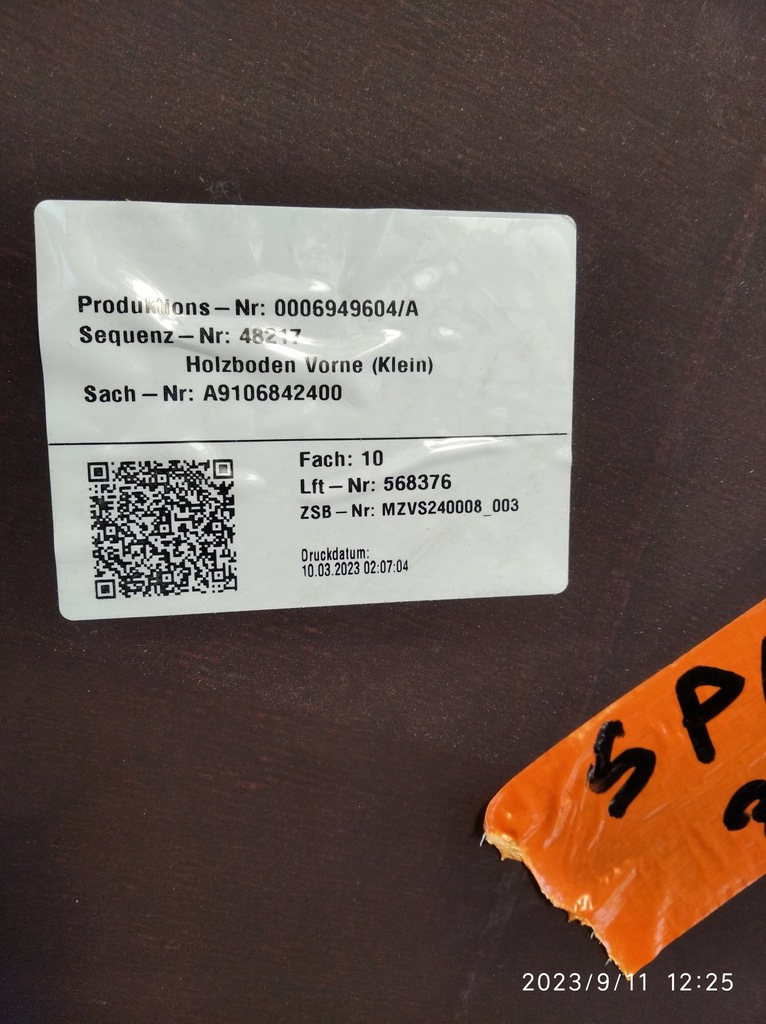 Produktions-Nr: 0006949604/A
Sequenz-Nr: 48217
Holzboden Vorne (Klein)
Sach-Nr: A9106842400
Fach: 10
Lft-Nr: 568376
ZSB-Nr: MZVS240008_003
Druckdatum:
10.03.2023 02:07:04
SP
2023/9/11 12:25